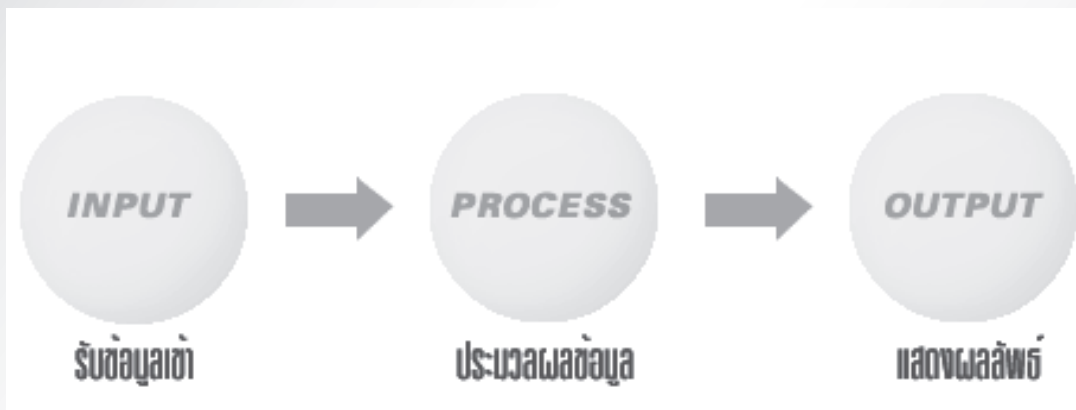 INPUT
PROCESS
OUTPUT
รับข้อมูลเข้า
ประมวลผลข้อมูล
แสดงผลลัพธ์